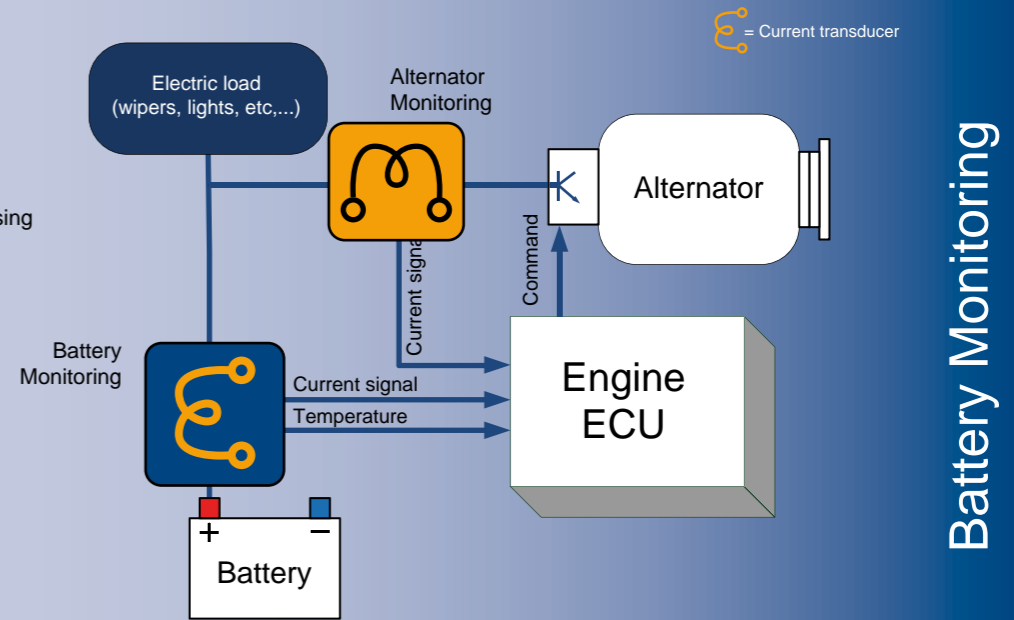 = Current transducer
Electric load
(wipers, lights, etc,...)
Alternator
Monitoring
Alternator
Command
Current
Battery
Monitoring
Current signal
Temperature
Engine
ECU
+
−
Battery
Battery Monitoring